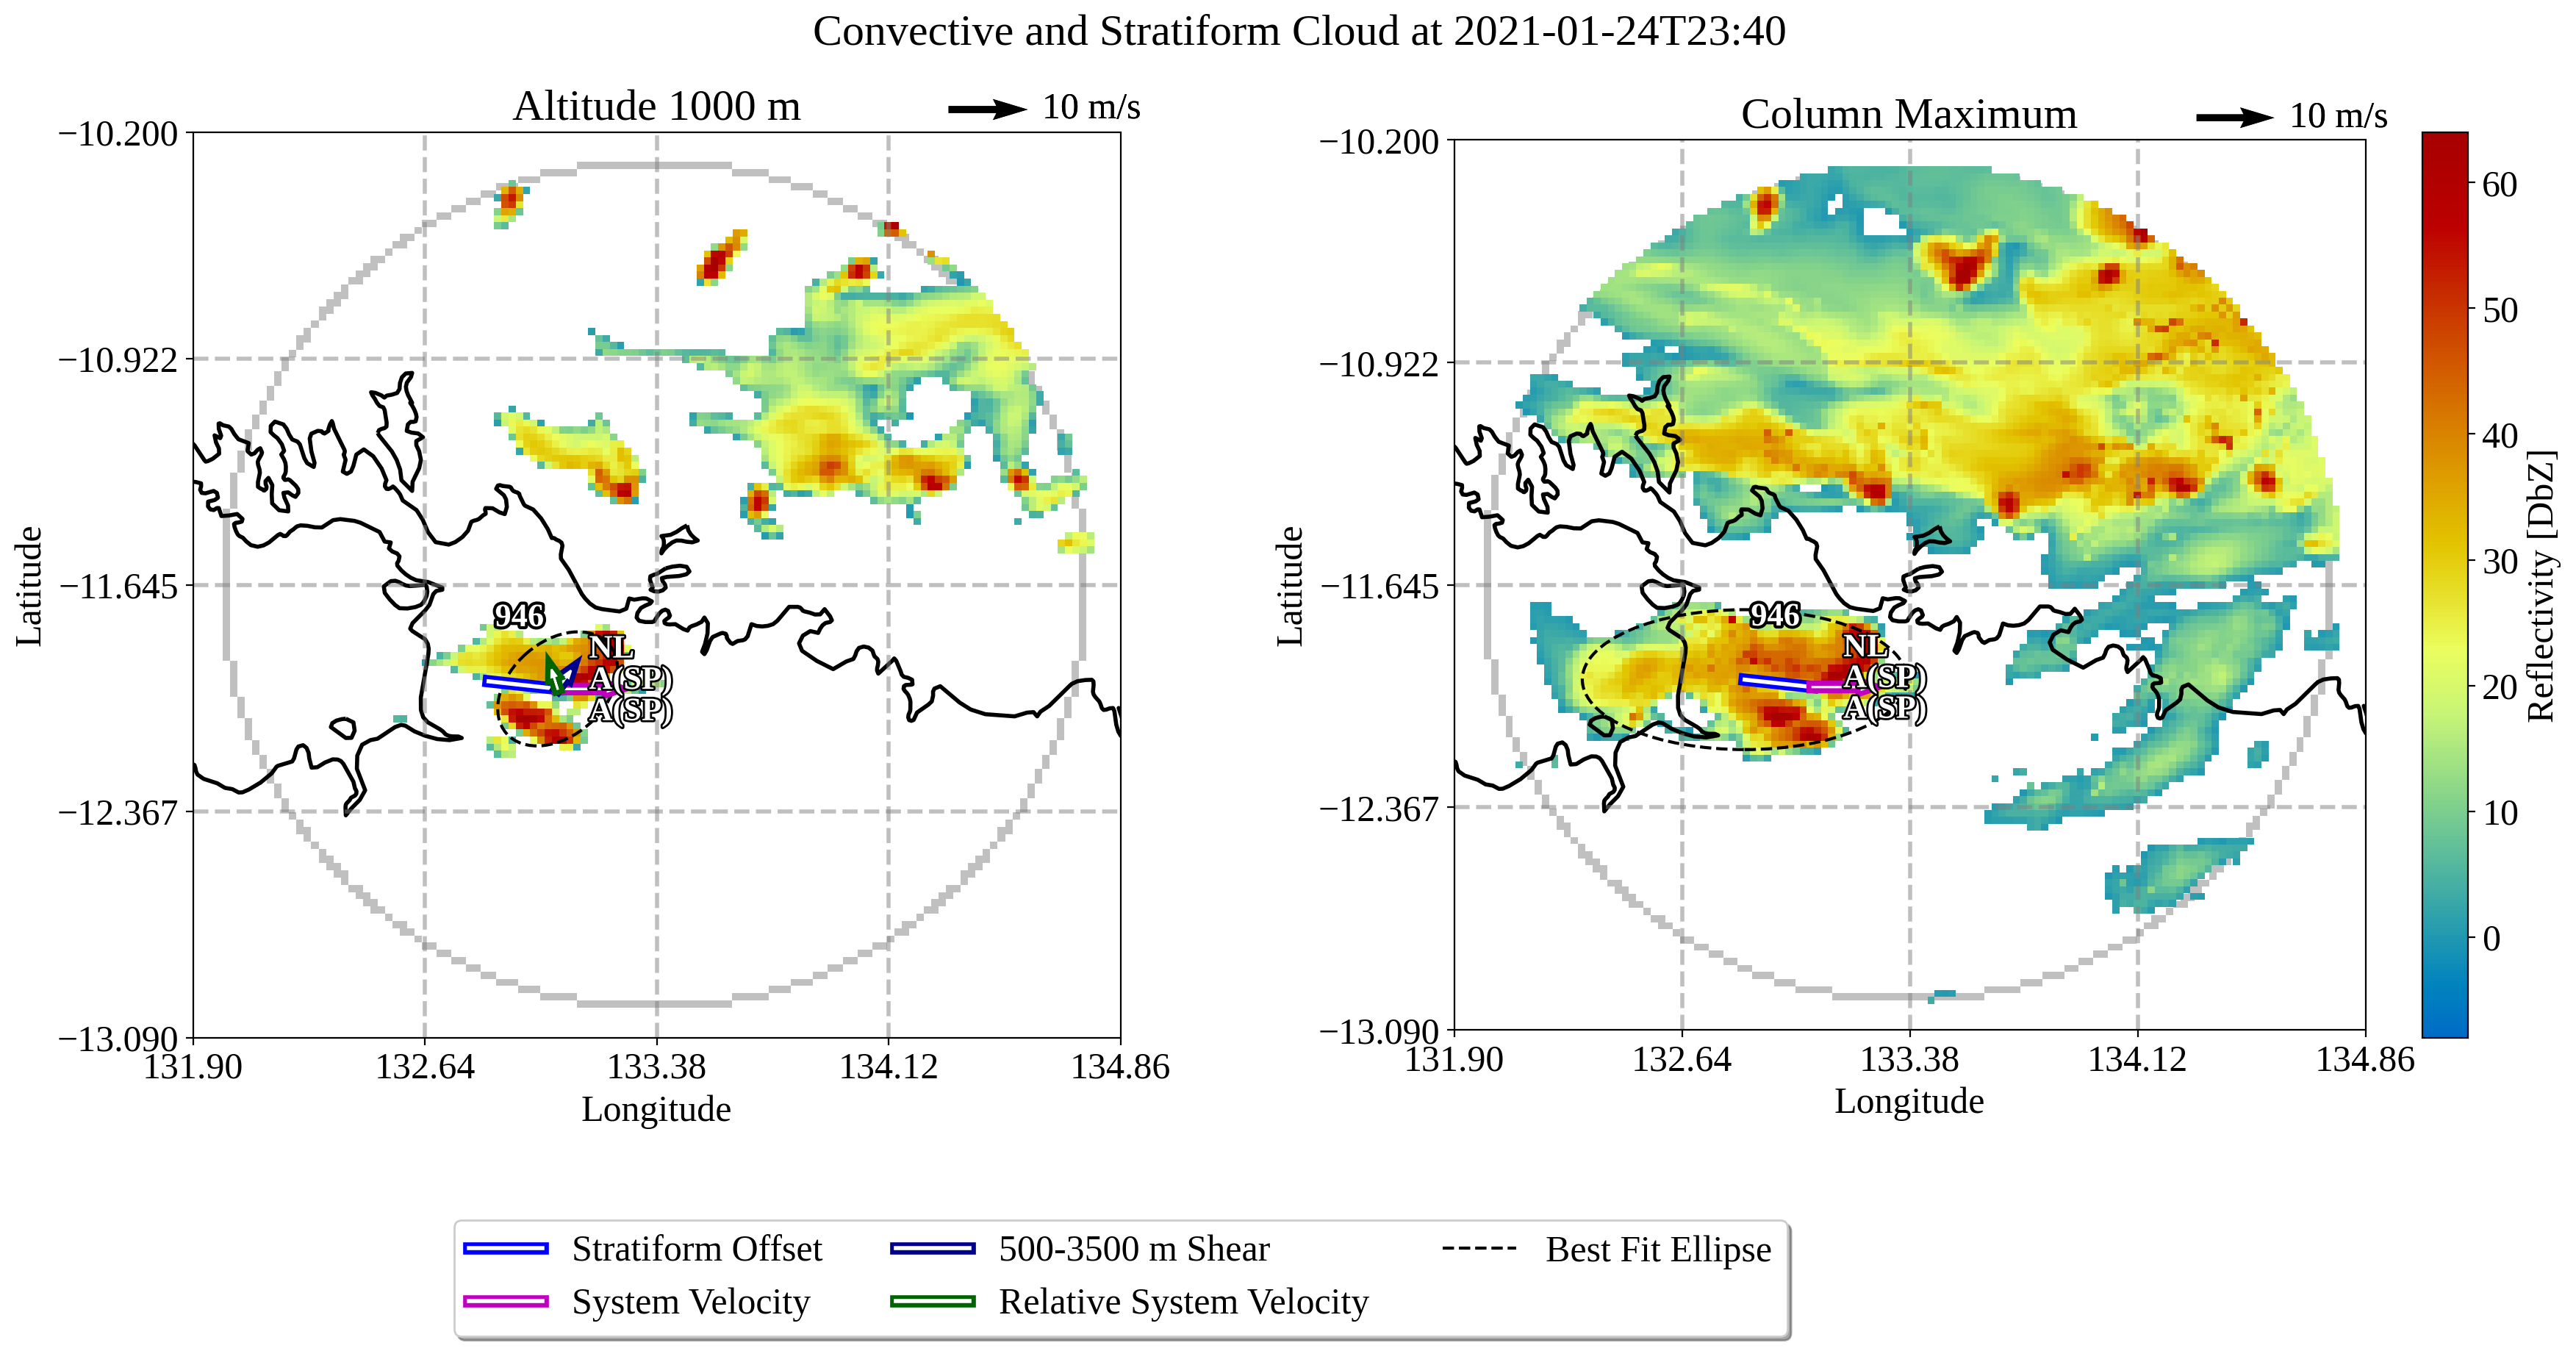 Convective and Stratiform Cloud at 2021-01-24T23:40
Altitude 1000 m
10 m/s
−10.200
−10.922
−11.645
−12.367
−13.090
131.90
132.64
133.38
134.12
134.86
Latitude
Longitude
946
NL
A(SP)
A(SP)
Column Maximum
10 m/s
−10.200
−10.922
−11.645
−12.367
−13.090
131.90
132.64
133.38
134.12
134.86
Latitude
Longitude
946
NL
A(SP)
A(SP)
60
50
40
30
20
10
0
Reflectivity [DbZ]
Stratiform Offset
System Velocity
500-3500 m Shear
Relative System Velocity
Best Fit Ellipse